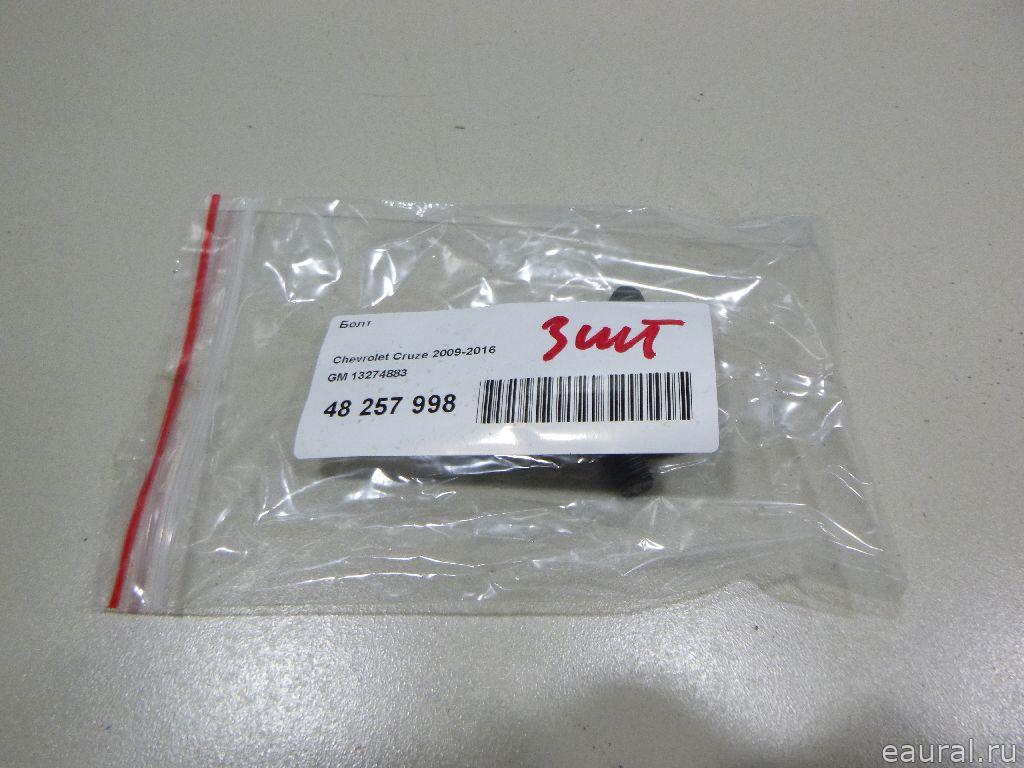 Болт
3шт
Chevrolet Cruze 2009-2016
GM 13274883
48 257 998
eaural.ru